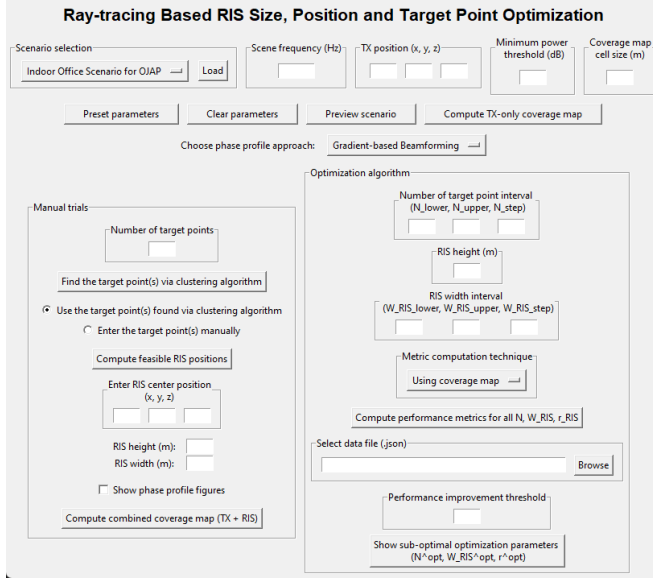 Ray-tracing Based RIS Size, Position and Target Point Optimization
Scenario selection
Indoor Office Scenario for OJAP
Load
Scene frequency (Hz)
TX position (x, y, z)
Minimum power
threshold (dB)
Coverage map
cell size (m)
Preset parameters
Clear parameters
Preview scenario
Compute TX-only coverage map
Choose phase profile approach:
Gradient-based Beamforming
Manual trials
Number of target points
Find the target point(s) via clustering algorithm
Use the target point(s) found via clustering algorithm
Enter the target point(s) manually
Compute feasible RIS positions
Enter RIS center position
(x, y, z)
RIS height (m):
RIS width (m):
Show phase profile figures
Compute combined coverage map (TX + RIS)
Optimization algorithm
Number of target point interval
(N_lower, N_upper, N_step)
RIS height (m)
RIS width interval
(W_RIS_lower, W_RIS_upper, W_RIS_step)
Metric computation technique
Using coverage map
Compute performance metrics for all N, W_RIS, r_RIS
Select data file (.json)
Browse
Performance improvement threshold
Show sub-optimal optimization parameters
(N^opt, W_RIS^opt, r^opt)